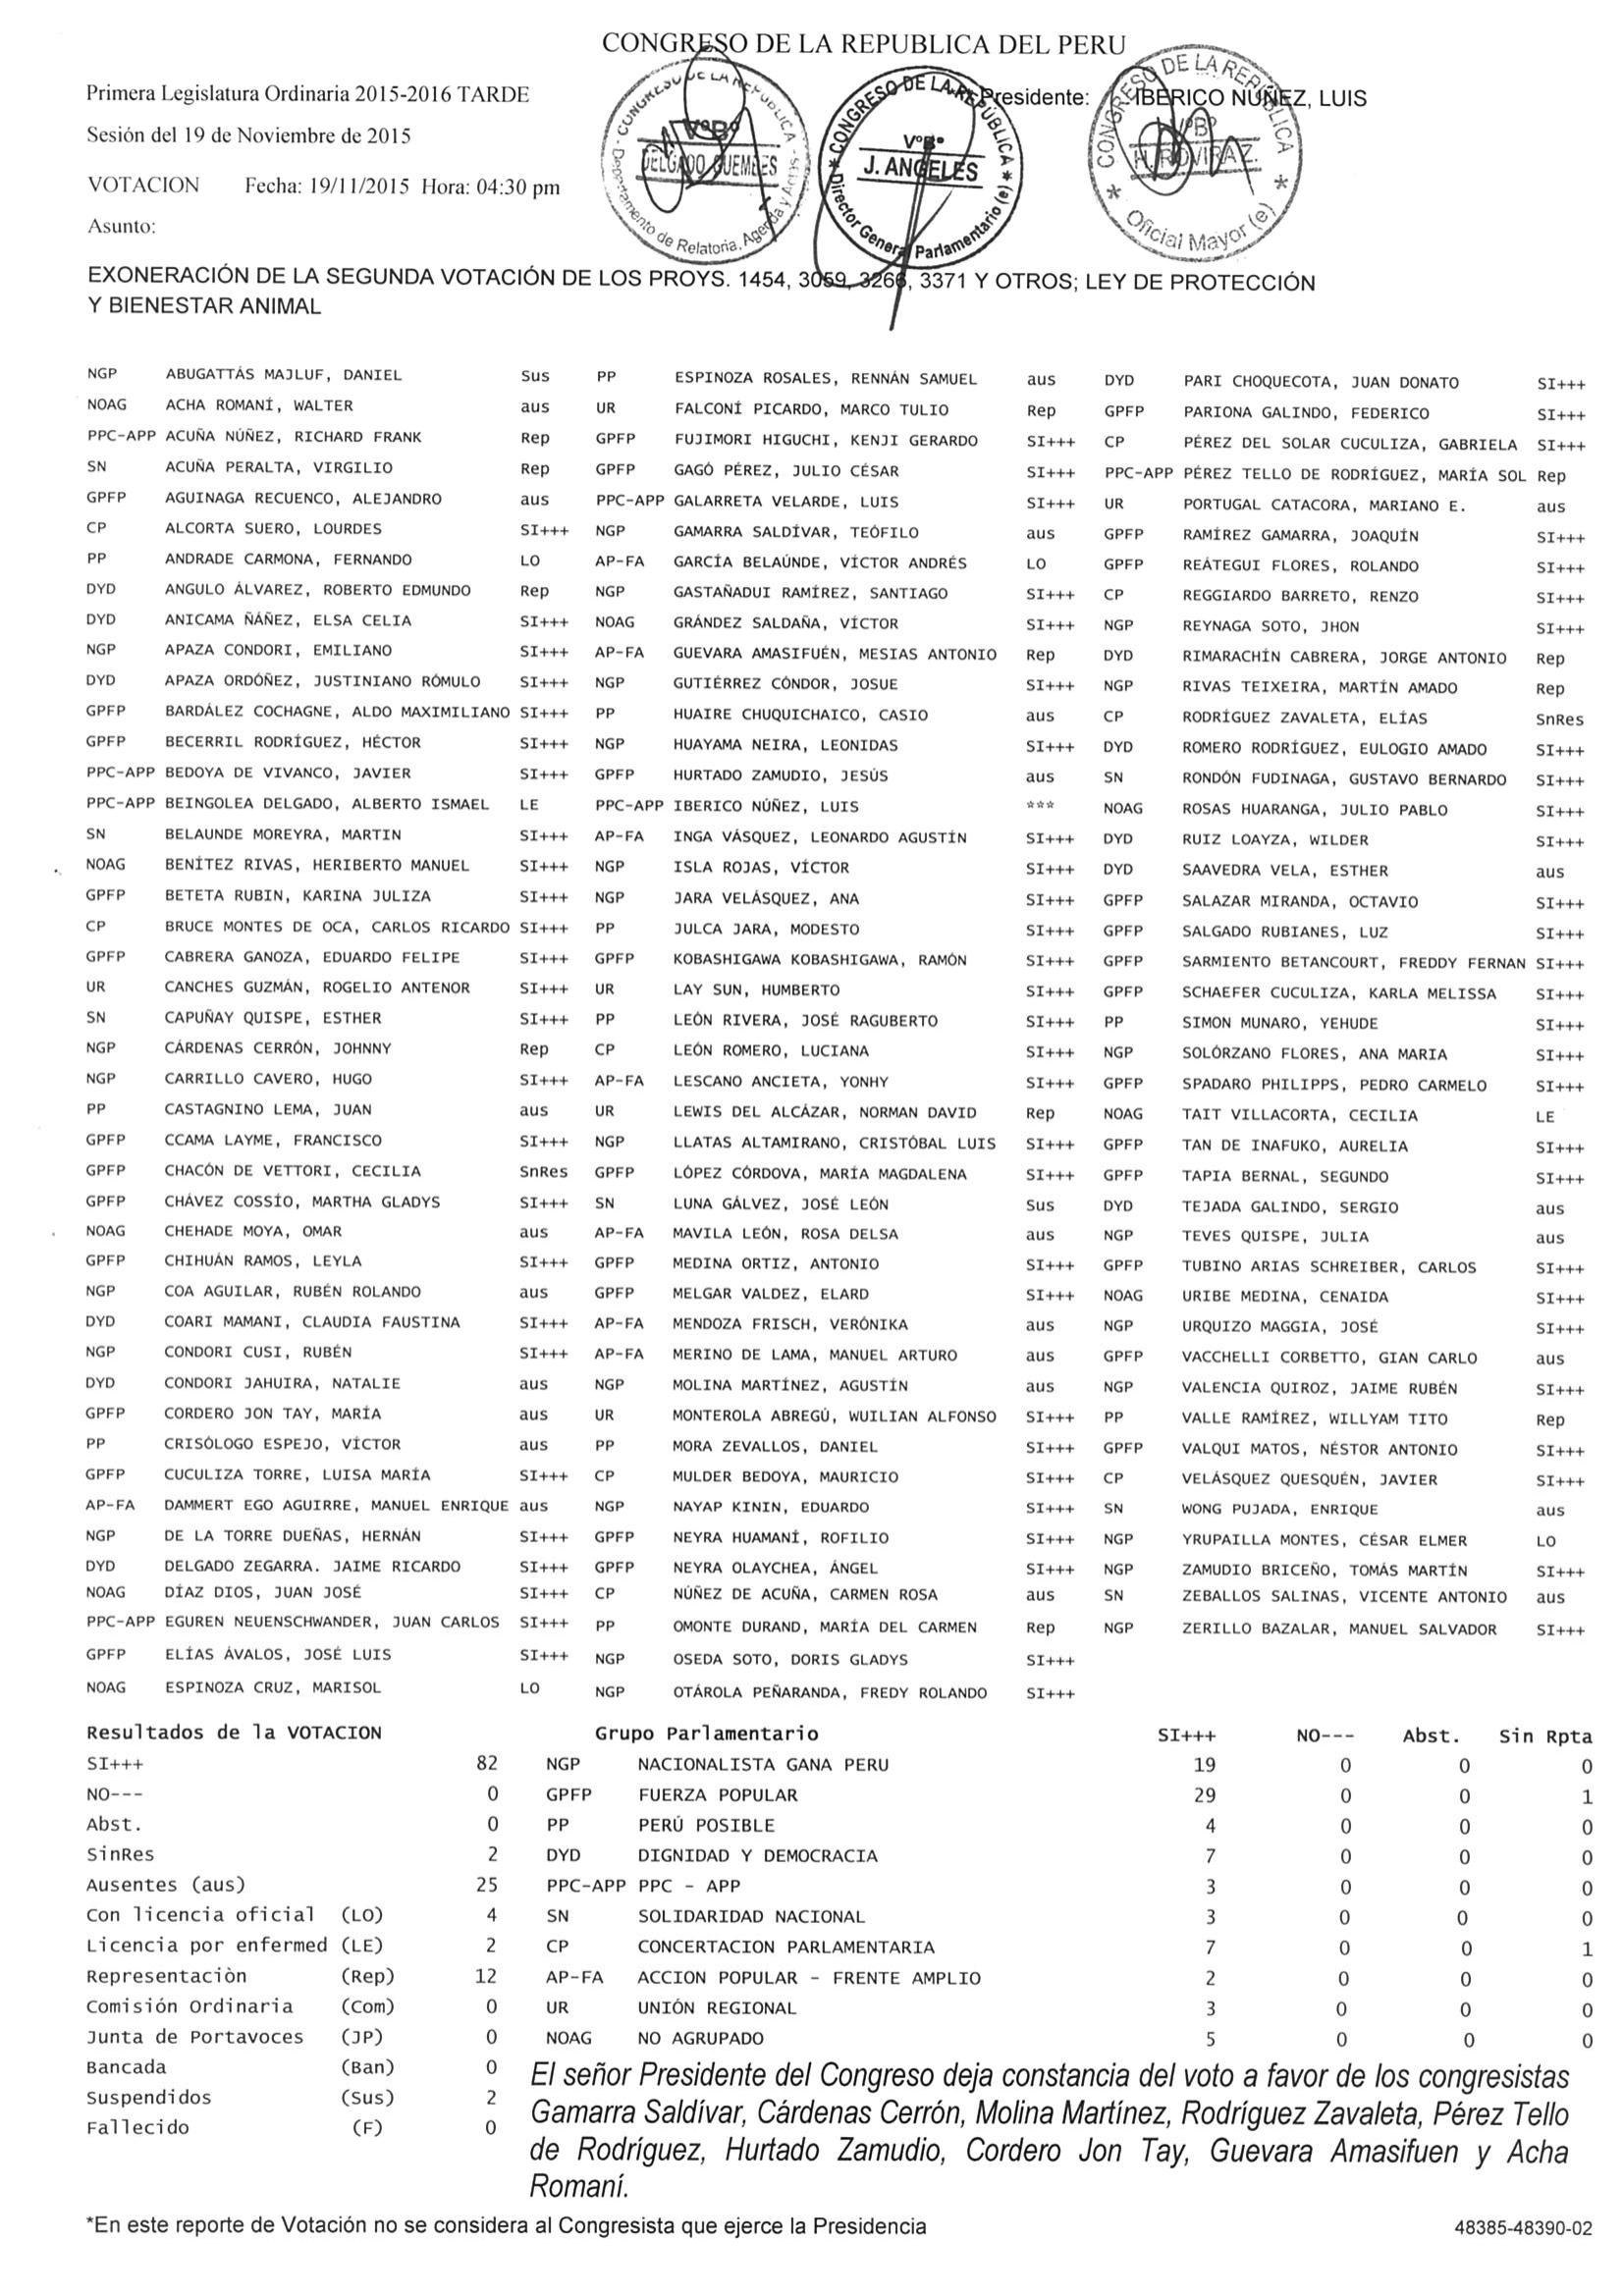 CONGRESO DE LA REPUBLICA DEL PERU
Primera Legislatura Ordinaria 2015-2016 TARDE
Presidente: IBERICO NÚÑEZ, LUIS
Sesión del 19 de Noviembre de 2015
VOTACION Fecha: 19/11/2015 Hora: 04:30 pm
Asunto:
CONGRESO DE LA REPÚBLICA - Departamento de Relatoria, Agenda y Actas
VºBº
DELGADO GUEMBES
CONGRESO DE LA REPÚBLICA * Director General Parlamentario (e) *
VºBº
J. ANGELES
CONGRESO DE LA REPÚBLICA * Oficial Mayor (e) *
VºBº
H. ROVIRA Z.
EXONERACIÓN DE LA SEGUNDA VOTACIÓN DE LOS PROYS. 1454, 3059, 3266, 3371 Y OTROS; LEY DE PROTECCIÓN
Y BIENESTAR ANIMAL
NGP ABUGATTÁS MAJLUF, DANIEL Sus PP ESPINOZA ROSALES, RENNÁN SAMUEL aus DYD PARI CHOQUECOTA, JUAN DONATO SI+++
NOAG ACHA ROMANÍ, WALTER aus UR FALCONÍ PICARDO, MARCO TULIO Rep GPFP PARIONA GALINDO, FEDERICO SI+++
PPC-APP ACUÑA NÚÑEZ, RICHARD FRANK Rep GPFP FUJIMORI HIGUCHI, KENJI GERARDO SI+++ CP PÉREZ DEL SOLAR CUCULIZA, GABRIELA SI+++
SN ACUÑA PERALTA, VIRGILIO Rep GPFP GAGÓ PÉREZ, JULIO CÉSAR SI+++ PPC-APP PÉREZ TELLO DE RODRÍGUEZ, MARÍA SOL Rep
GPFP AGUINAGA RECUENCO, ALEJANDRO aus PPC-APP GALARRETA VELARDE, LUIS SI+++ UR PORTUGAL CATACORA, MARIANO E. aus
CP ALCORTA SUERO, LOURDES SI+++ NGP GAMARRA SALDÍVAR, TEÓFILO aus GPFP RAMÍREZ GAMARRA, JOAQUÍN SI+++
PP ANDRADE CARMONA, FERNANDO LO AP-FA GARCÍA BELAÚNDE, VÍCTOR ANDRÉS LO GPFP REÁTEGUI FLORES, ROLANDO SI+++
DYD ANGULO ÁLVAREZ, ROBERTO EDMUNDO Rep NGP GASTAÑADUI RAMÍREZ, SANTIAGO SI+++ CP REGGIARDO BARRETO, RENZO SI+++
DYD ANICAMA ÑÁÑEZ, ELSA CELIA SI+++ NOAG GRÁNDEZ SALDAÑA, VÍCTOR SI+++ NGP REYNAGA SOTO, JHON SI+++
NGP APAZA CONDORI, EMILIANO SI+++ AP-FA GUEVARA AMASIFUÉN, MESIAS ANTONIO Rep DYD RIMARACHÍN CABRERA, JORGE ANTONIO Rep
DYD APAZA ORDÓÑEZ, JUSTINIANO RÓMULO SI+++ NGP GUTIÉRREZ CÓNDOR, JOSUE SI+++ NGP RIVAS TEIXEIRA, MARTÍN AMADO Rep
GPFP BARDÁLEZ COCHAGNE, ALDO MAXIMILIANO SI+++ PP HUAIRE CHUQUICHAICO, CASIO aus CP RODRÍGUEZ ZAVALETA, ELÍAS SnRes
GPFP BECERRIL RODRÍGUEZ, HÉCTOR SI+++ NGP HUAYAMA NEIRA, LEONIDAS SI+++ DYD ROMERO RODRÍGUEZ, EULOGIO AMADO SI+++
PPC-APP BEDOYA DE VIVANCO, JAVIER SI+++ GPFP HURTADO ZAMUDIO, JESÚS aus SN RONDÓN FUDINAGA, GUSTAVO BERNARDO SI+++
PPC-APP BEINGOLEA DELGADO, ALBERTO ISMAEL LE PPC-APP IBERICO NÚÑEZ, LUIS *** NOAG ROSAS HUARANGA, JULIO PABLO SI+++
SN BELAUNDE MOREYRA, MARTIN SI+++ AP-FA INGA VÁSQUEZ, LEONARDO AGUSTÍN SI+++ DYD RUIZ LOAYZA, WILDER SI+++
NOAG BENÍTEZ RIVAS, HERIBERTO MANUEL SI+++ NGP ISLA ROJAS, VÍCTOR SI+++ DYD SAAVEDRA VELA, ESTHER aus
GPFP BETETA RUBIN, KARINA JULIZA SI+++ NGP JARA VELÁSQUEZ, ANA SI+++ GPFP SALAZAR MIRANDA, OCTAVIO SI+++
CP BRUCE MONTES DE OCA, CARLOS RICARDO SI+++ PP JULCA JARA, MODESTO SI+++ GPFP SALGADO RUBIANES, LUZ SI+++
GPFP CABRERA GANOZA, EDUARDO FELIPE SI+++ GPFP KOBASHIGAWA KOBASHIGAWA, RAMÓN SI+++ GPFP SARMIENTO BETANCOURT, FREDDY FERNAN SI+++
UR CANCHES GUZMÁN, ROGELIO ANTENOR SI+++ UR LAY SUN, HUMBERTO SI+++ GPFP SCHAEFER CUCULIZA, KARLA MELISSA SI+++
SN CAPUÑAY QUISPE, ESTHER SI+++ PP LEÓN RIVERA, JOSÉ RAGUBERTO SI+++ PP SIMON MUNARO, YEHUDE SI+++
NGP CÁRDENAS CERRÓN, JOHNNY Rep CP LEÓN ROMERO, LUCIANA SI+++ NGP SOLÓRZANO FLORES, ANA MARIA SI+++
NGP CARRILLO CAVERO, HUGO SI+++ AP-FA LESCANO ANCIETA, YONHY SI+++ GPFP SPADARO PHILIPPS, PEDRO CARMELO SI+++
PP CASTAGNINO LEMA, JUAN aus UR LEWIS DEL ALCÁZAR, NORMAN DAVID Rep NOAG TAIT VILLACORTA, CECILIA LE
GPFP CCAMA LAYME, FRANCISCO SI+++ NGP LLATAS ALTAMIRANO, CRISTÓBAL LUIS SI+++ GPFP TAN DE INAFUKO, AURELIA SI+++
GPFP CHACÓN DE VETTORI, CECILIA SnRes GPFP LÓPEZ CÓRDOVA, MARÍA MAGDALENA SI+++ GPFP TAPIA BERNAL, SEGUNDO SI+++
GPFP CHÁVEZ COSSÍO, MARTHA GLADYS SI+++ SN LUNA GÁLVEZ, JOSÉ LEÓN Sus DYD TEJADA GALINDO, SERGIO aus
NOAG CHEHADE MOYA, OMAR aus AP-FA MAVILA LEÓN, ROSA DELSA aus NGP TEVES QUISPE, JULIA aus
GPFP CHIHUÁN RAMOS, LEYLA SI+++ GPFP MEDINA ORTIZ, ANTONIO SI+++ GPFP TUBINO ARIAS SCHREIBER, CARLOS SI+++
NGP COA AGUILAR, RUBÉN ROLANDO aus GPFP MELGAR VALDEZ, ELARD SI+++ NOAG URIBE MEDINA, CENAIDA SI+++
DYD COARI MAMANI, CLAUDIA FAUSTINA SI+++ AP-FA MENDOZA FRISCH, VERÓNIKA aus NGP URQUIZO MAGGIA, JOSÉ SI+++
NGP CONDORI CUSI, RUBÉN SI+++ AP-FA MERINO DE LAMA, MANUEL ARTURO aus GPFP VACCHELLI CORBETTO, GIAN CARLO aus
DYD CONDORI JAHUIRA, NATALIE aus NGP MOLINA MARTÍNEZ, AGUSTÍN aus NGP VALENCIA QUIROZ, JAIME RUBÉN SI+++
GPFP CORDERO JON TAY, MARÍA aus UR MONTEROLA ABREGÚ, WUILIAN ALFONSO SI+++ PP VALLE RAMÍREZ, WILLYAM TITO Rep
PP CRISÓLOGO ESPEJO, VÍCTOR aus PP MORA ZEVALLOS, DANIEL SI+++ GPFP VALQUI MATOS, NÉSTOR ANTONIO SI+++
GPFP CUCULIZA TORRE, LUISA MARÍA SI+++ CP MULDER BEDOYA, MAURICIO SI+++ CP VELÁSQUEZ QUESQUÉN, JAVIER SI+++
AP-FA DAMMERT EGO AGUIRRE, MANUEL ENRIQUE aus NGP NAYAP KININ, EDUARDO SI+++ SN WONG PUJADA, ENRIQUE aus
NGP DE LA TORRE DUEÑAS, HERNÁN SI+++ GPFP NEYRA HUAMANÍ, ROFILIO SI+++ NGP YRUPAILLA MONTES, CÉSAR ELMER LO
DYD DELGADO ZEGARRA. JAIME RICARDO SI+++ GPFP NEYRA OLAYCHEA, ÁNGEL SI+++ NGP ZAMUDIO BRICEÑO, TOMÁS MARTÍN SI+++
NOAG DÍAZ DIOS, JUAN JOSÉ SI+++ CP NÚÑEZ DE ACUÑA, CARMEN ROSA aus SN ZEBALLOS SALINAS, VICENTE ANTONIO aus
PPC-APP EGUREN NEUENSCHWANDER, JUAN CARLOS SI+++ PP OMONTE DURAND, MARÍA DEL CARMEN Rep NGP ZERILLO BAZALAR, MANUEL SALVADOR SI+++
GPFP ELÍAS ÁVALOS, JOSÉ LUIS SI+++ NGP OSEDA SOTO, DORIS GLADYS SI+++
NOAG ESPINOZA CRUZ, MARISOL LO NGP OTÁROLA PEÑARANDA, FREDY ROLANDO SI+++
Resultados de la VOTACION Grupo Parlamentario SI+++ NO--- Abst. Sin Rpta
SI+++ 82 NGP NACIONALISTA GANA PERU 19 0 0 0
NO--- 0 GPFP FUERZA POPULAR 29 0 0 1
Abst. 0 PP PERÚ POSIBLE 4 0 0 0
SinRes 2 DYD DIGNIDAD Y DEMOCRACIA 7 0 0 0
Ausentes (aus) 25 PPC-APP PPC - APP 3 0 0 0
Con licencia oficial (LO) 4 SN SOLIDARIDAD NACIONAL 3 0 0 0
Licencia por enfermed (LE) 2 CP CONCERTACION PARLAMENTARIA 7 0 0 1
Representaciòn (Rep) 12 AP-FA ACCION POPULAR - FRENTE AMPLIO 2 0 0 0
Comisión Ordinaria (Com) 0 UR UNIÓN REGIONAL 3 0 0 0
Junta de Portavoces (JP) 0 NOAG NO AGRUPADO 5 0 0 0
Bancada (Ban) 0
Suspendidos (Sus) 2
Fallecido (F) 0
El señor Presidente del Congreso deja constancia del voto a favor de los congresistas
Gamarra Saldívar, Cárdenas Cerrón, Molina Martínez, Rodríguez Zavaleta, Pérez Tello
de Rodríguez, Hurtado Zamudio, Cordero Jon Tay, Guevara Amasifuen y Acha
Romaní.
*En este reporte de Votación no se considera al Congresista que ejerce la Presidencia
48385-48390-02